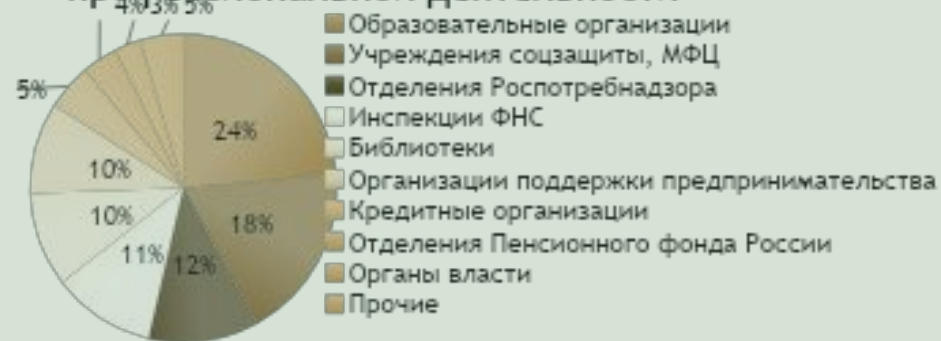 4% 3% 5%
5%
24%
10%
10%
18%
11%
12%
Образовательные организации
Учреждения соцзащиты, МФЦ
Отделения Роспотребнадзора
Инспекции ФНС
Библиотеки
Организации поддержки предпринимательства
Кредитные организации
Отделения Пенсионного фонда России
Органы власти
Прочие